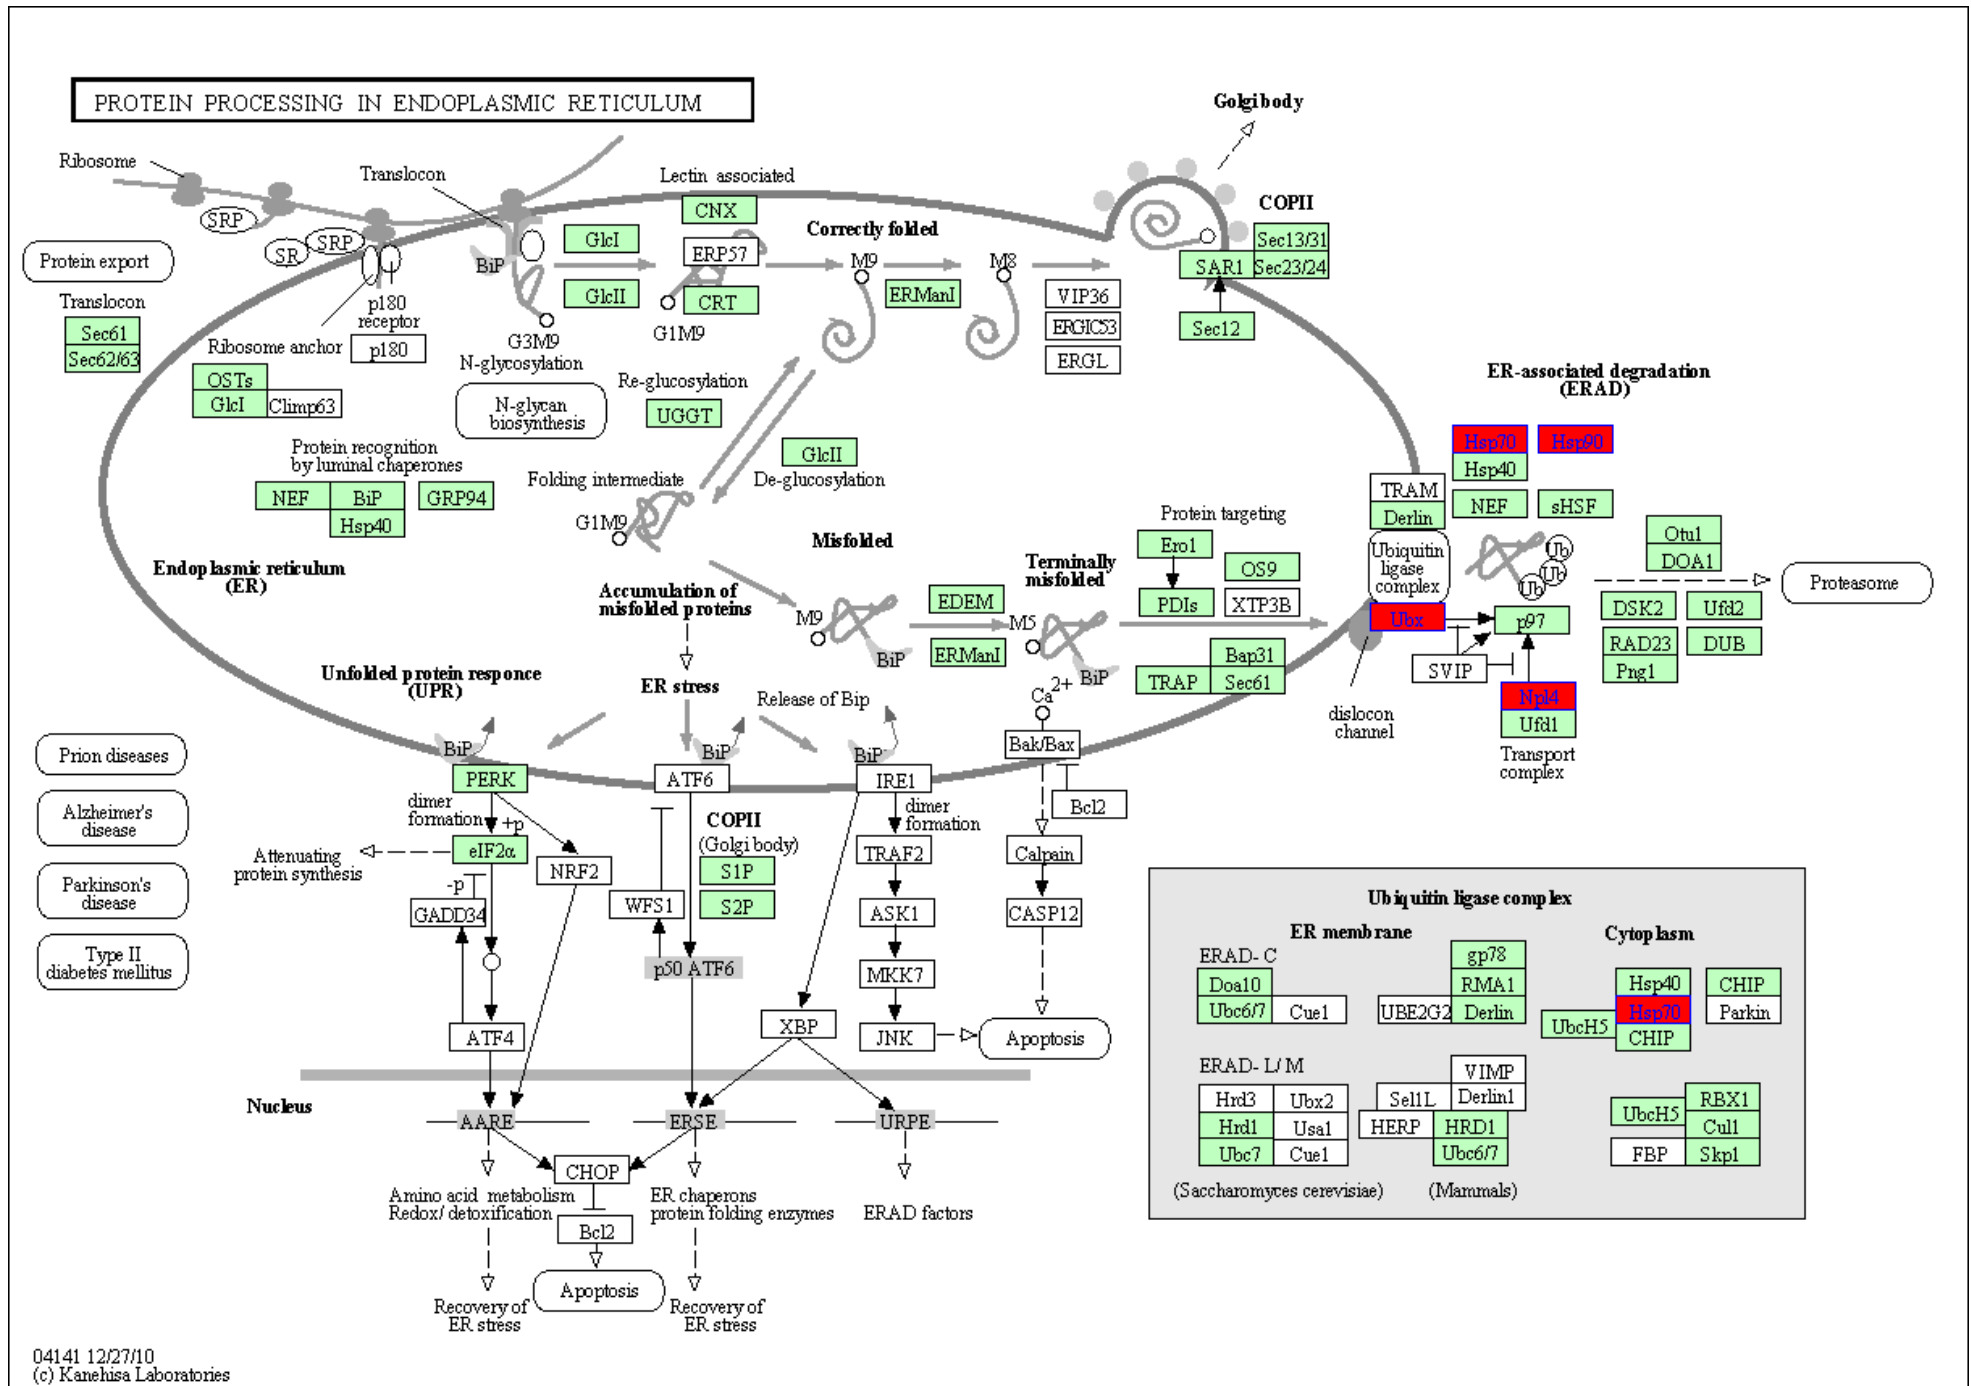 PROTEIN PROCESSING IN ENDOPLASMIC RETICULUM
Golgi body
Ribosome
Translocon
Lectin associated
SRP
CNX
COPII
SR
SRP
GlcI
ERP57
Correctly folded
Sec13/31
Protein export
BiP
M9
M8
SAR1
Sec23/24
GlcII
CRT
ERManI
VIP36
Translocon
p180
receptor
G1M9
ERGIC53
Sec12
Sec61
Sec62/63
Ribosome anchor
p180
G3M9
N-glycosylation
ERGL
OSTs
GlcI
Climp63
N-glycan
biosynthesis
Re-glucosylation
UGGT
ER-associated degradation
(ERAD)
Protein recognition
by luminal chaperones
GlcII
De-glucosylation
Folding intermediate
Hsp70
Hsp90
Hsp40
NEF
BiP
GRP94
Hsp40
G1M9
TRAM
Derlin
NEF
sHSF
Protein targeting
Misfolded
Ero1
Ubiquitin
ligase
complex
Ub
Ub
Ub
Otu1
DOA1
Endoplasmic reticulum
(ER)
Accumulation of
misfolded proteins
Terminally
misfolded
OS9
Proteasome
EDEM
PDIs
XTP3B
M9
M5
Ubx
p97
DSK2
Ufd2
BiP
ERManI
BiP
Bap31
TRAP
Sec61
SVIP
RAD23
DUB
Png1
Unfolded protein responce
(UPR)
ER stress
Release of Bip
Ca2+
Npl4
Ufd1
dislocon
channel
Transport
complex
Prion diseases
BiP
BiP
BiP
Bak/Bax
PERK
ATF6
IRE1
Bcl2
Alzheimer's
disease
dimer
formation
+p
COPII
(Golgi body)
dimer
formation
Attenuating
protein synthesis
eIF2α
NRF2
S1P
TRAF2
Calpain
Parkinson's
disease
-p
GADD34
WFS1
S2P
ASK1
CASP12
Type II
diabetes mellitus
p50 ATF6
MKK7
ATF4
XBP
JNK
Apoptosis
Nucleus
AARE
ERSE
URPE
CHOP
Amino acid metabolism
Redox/ detoxification
ER chaperons
protein folding enzymes
ERAD factors
Bcl2
Apoptosis
Recovery of
ER stress
Recovery of
ER stress
Ubiquitin ligase complex
ER membrane
Cytoplasm
ERAD- C
Doa10
Ubc6/7
Cue1
gp78
RMA1
UBE2G2
Derlin
Hsp40
Hsp70
UbcH5
CHIP
CHIP
Parkin
ERAD- L/ M
Hrd3
Ubx2
Hrd1
Usa1
Ubc7
Cue1
VIMP
Sel1L
Derlin1
HERP
HRD1
Ubc6/7
UbcH5
RBX1
Cul1
FBP
Skp1
(Saccharomyces cerevisiae)
(Mammals)
04141 12/27/10
(c) Kanehisa Laboratories